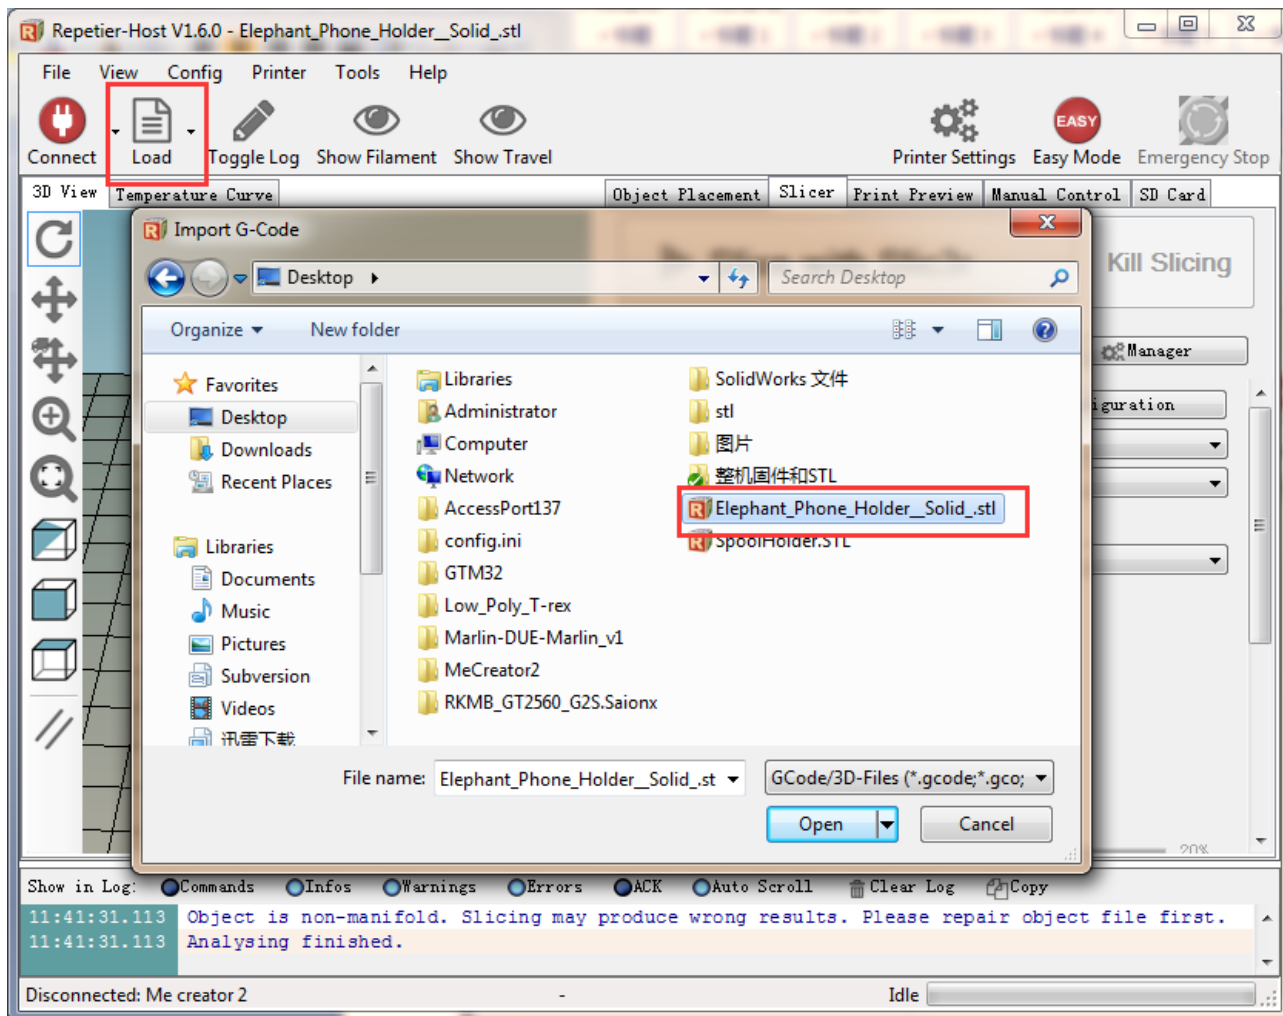 Repetier-Host V1.6.0 - Elephant_Phone_Holder__Solid_.stl
File View Config Printer Tools Help
EASY
Connect Load Toggle Log Show Filament Show Travel Printer Settings Easy Mode Emergency Stop
3D View Temperature Curve Object Placement Slicer Print Preview Manual Control SD Card
Import G-Code
Kill Slicing
Desktop
Search Desktop
Organize New folder
Manager
Favorites
Desktop
Downloads
Recent Places
Libraries
Documents
Music
Pictures
Subversion
Videos
迅雷下载
Libraries
Administrator
Computer
Network
AccessPort137
config.ini
GTM32
Low_Poly_T-rex
Marlin-DUE-Marlin_v1
MeCreator2
RKMB_GT2560_G2S.Saionx
SolidWorks 文件
stl
图片
整机固件和STL
Elephant_Phone_Holder__Solid_.stl
SpoolHolder.STL
iguration
File name: Elephant_Phone_Holder__Solid_.st GCode/3D-Files (*.gcode;*.gco;
Open Cancel
20%
Show in Log: Commands Infos Warnings Errors ACK Auto Scroll Clear Log Copy
11:41:31.113 Object is non-manifold. Slicing may produce wrong results. Please repair object file first.
11:41:31.113 Analysing finished.
Disconnected: Me creator 2 - Idle